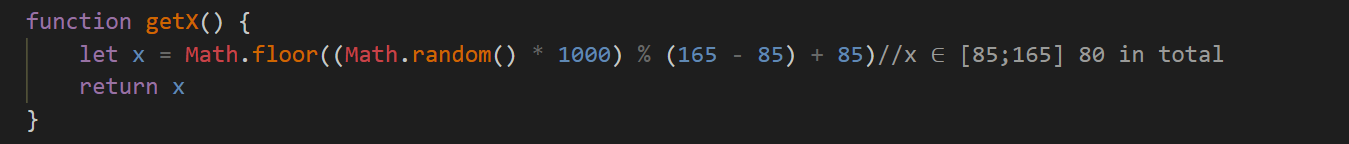 function getX() {
    let x = Math.floor((Math.random() * 1000) % (165 - 85) + 85)//x ∈ [85;165] 80 in total
    return x
}